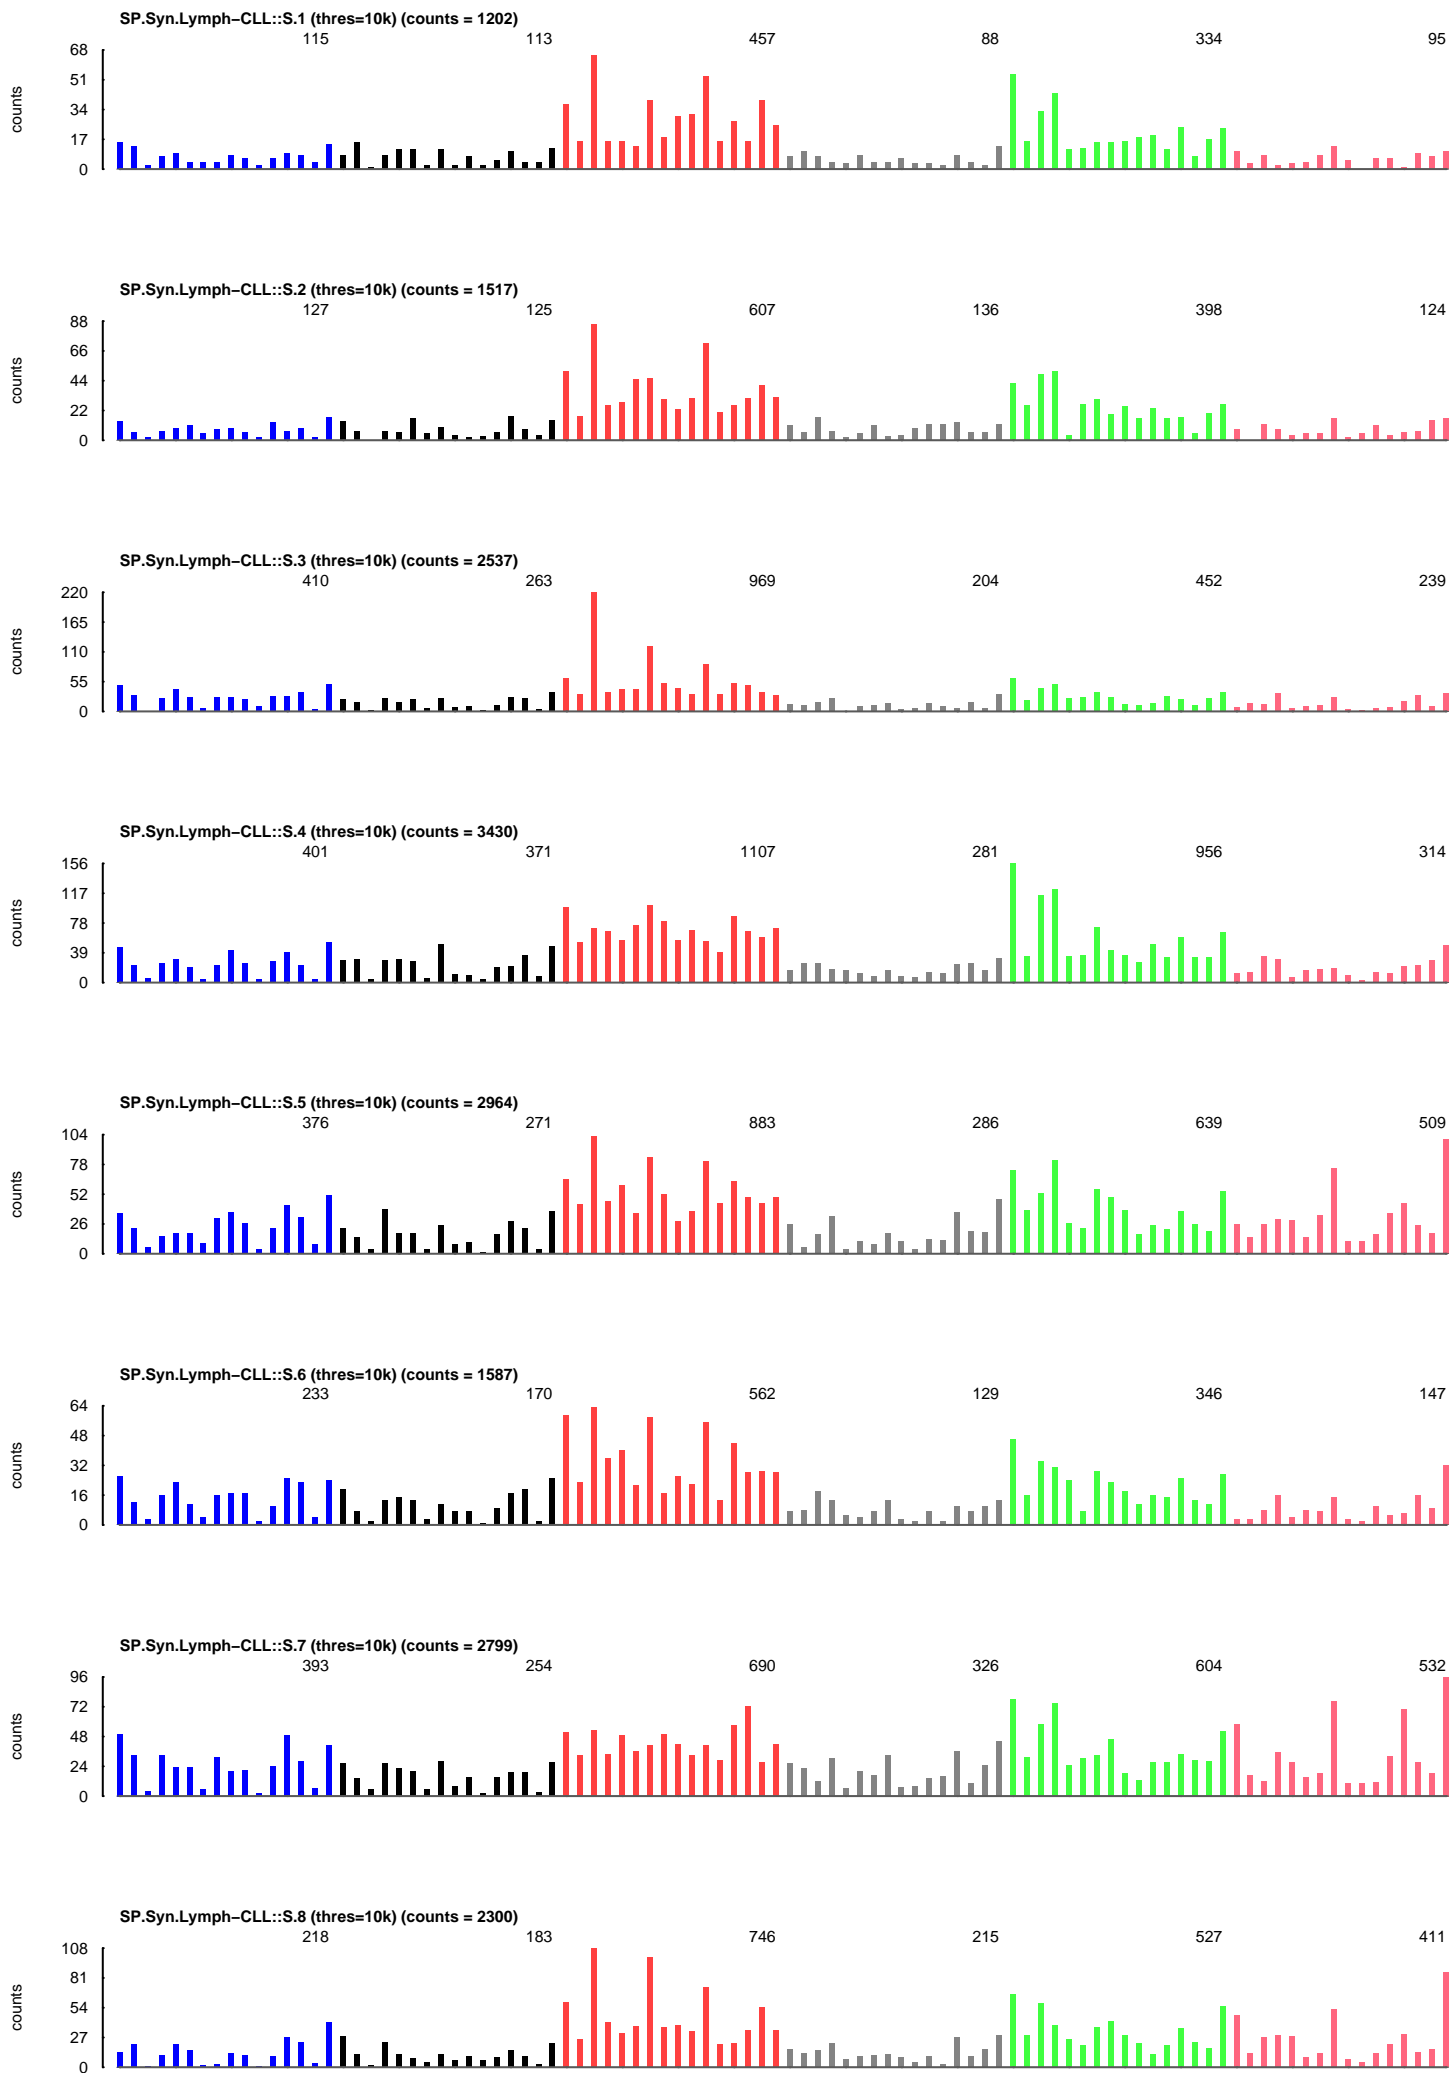 SP.Syn.Lymph−CLL::S.1 (thres=10k) (counts = 1202)
115 113 457 88 334 95
68
51
34
17
0
counts
SP.Syn.Lymph−CLL::S.2 (thres=10k) (counts = 1517)
127 125 607 136 398 124
88
66
44
22
0
counts
SP.Syn.Lymph−CLL::S.3 (thres=10k) (counts = 2537)
410 263 969 204 452 239
220
165
110
55
0
counts
SP.Syn.Lymph−CLL::S.4 (thres=10k) (counts = 3430)
401 371 1107 281 956 314
156
117
78
39
0
counts
SP.Syn.Lymph−CLL::S.5 (thres=10k) (counts = 2964)
376 271 883 286 639 509
104
78
52
26
0
counts
SP.Syn.Lymph−CLL::S.6 (thres=10k) (counts = 1587)
233 170 562 129 346 147
64
48
32
16
0
counts
SP.Syn.Lymph−CLL::S.7 (thres=10k) (counts = 2799)
393 254 690 326 604 532
96
72
48
24
0
counts
SP.Syn.Lymph−CLL::S.8 (thres=10k) (counts = 2300)
218 183 746 215 527 411
108
81
54
27
0
counts